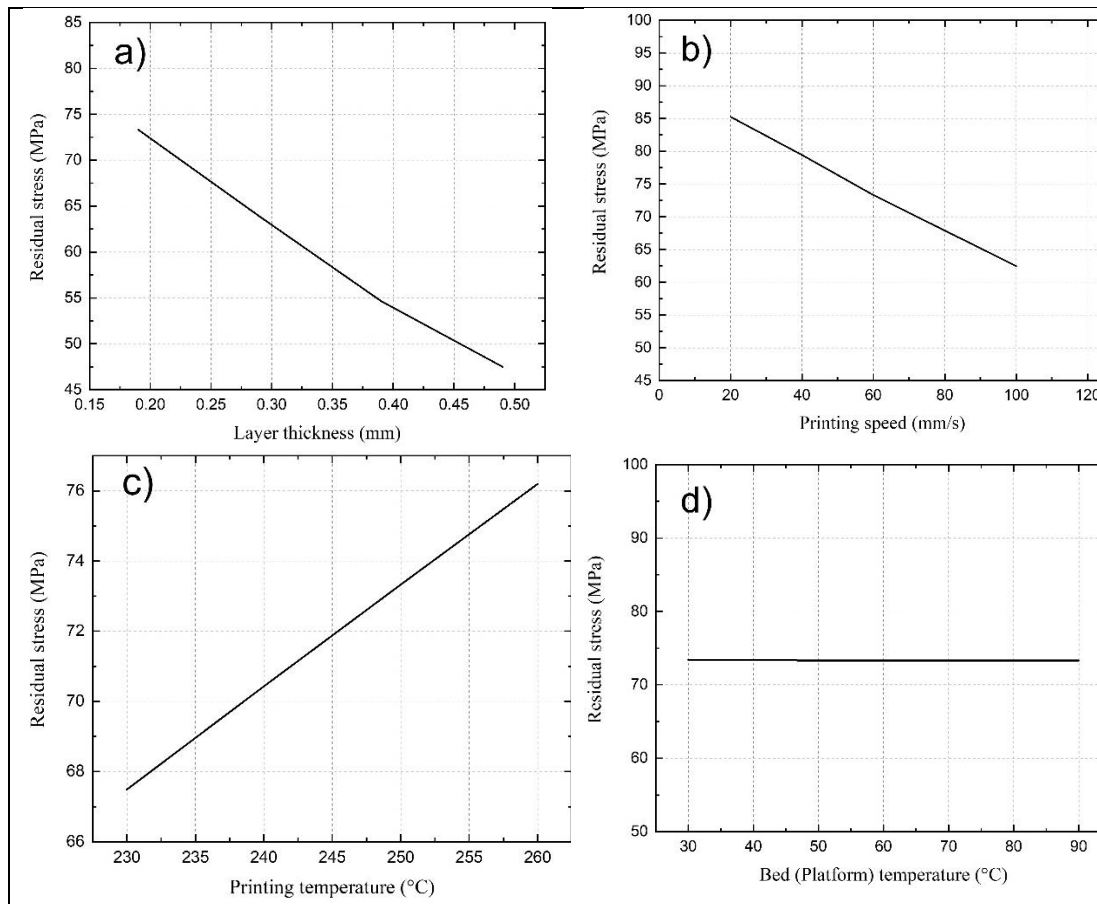 a)
Residual stress (MPa)
85
80
75
70
65
60
55
50
45
0.15 0.20 0.25 0.30 0.35 0.40 0.45 0.50
Layer thickness (mm)
b)
Residual stress (MPa)
100
95
90
85
80
75
70
65
60
55
50
45
0 20 40 60 80 100 120
Printing speed (mm/s)
c)
Residual stress (MPa)
76
74
72
70
68
66
230 235 240 245 250 255 260
Printing temperature (°C)
d)
Residual stress (MPa)
100
90
80
70
60
50
30 40 50 60 70 80 90
Bed (Platform) temperature (°C)